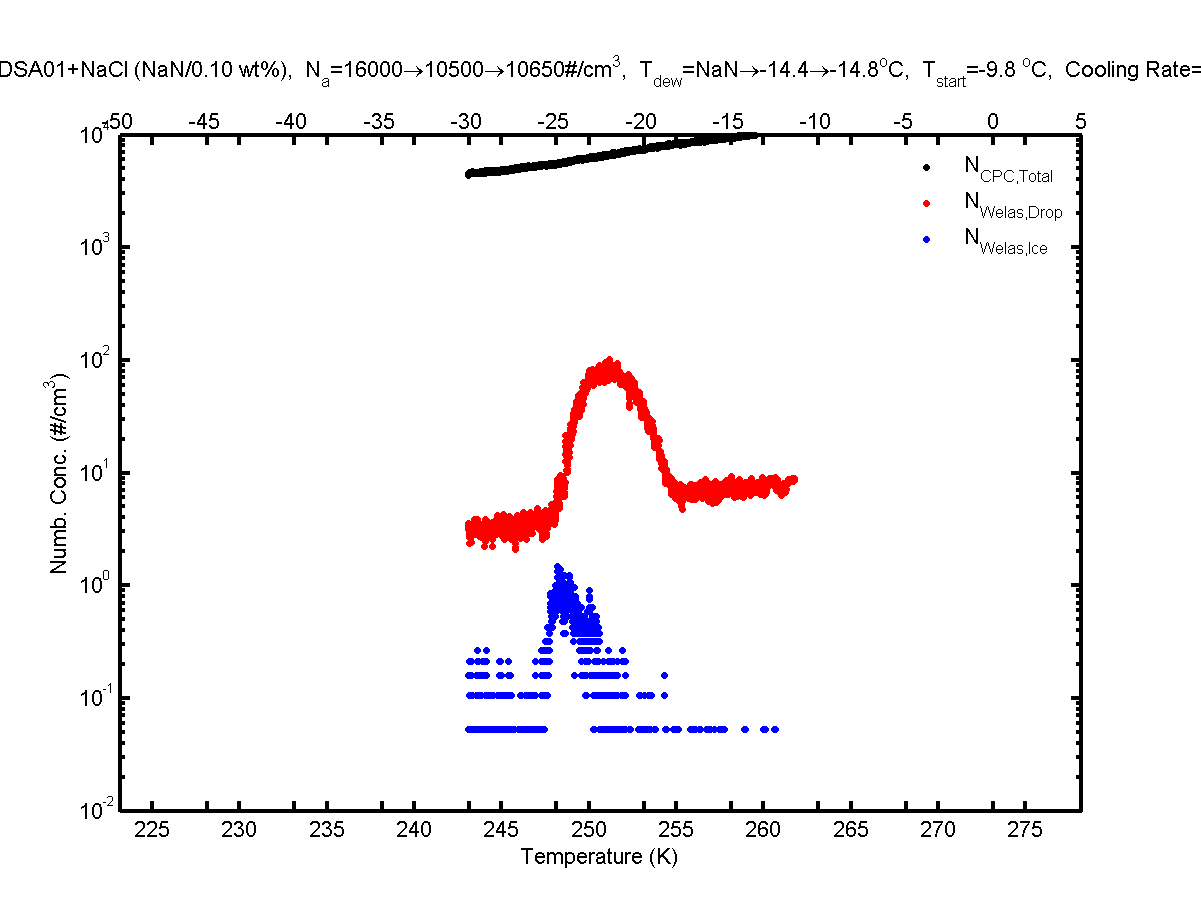 DSA01+NaCl (NaN/0.10 wt%), Na=16000→10500→10650#/cm3, Tdew=NaN→-14.4→-14.8oC, Tstart=-9.8 oC, Cooling Rate=
-50 -45 -40 -35 -30 -25 -20 -15 -10 -5 0 5
104
NCPC,Total
NWelas,Drop
NWelas,Ice
103
102
101
100
10-1
10-2
Numb. Conc. (#/cm3)
225 230 235 240 245 250 255 260 265 270 275
Temperature (K)